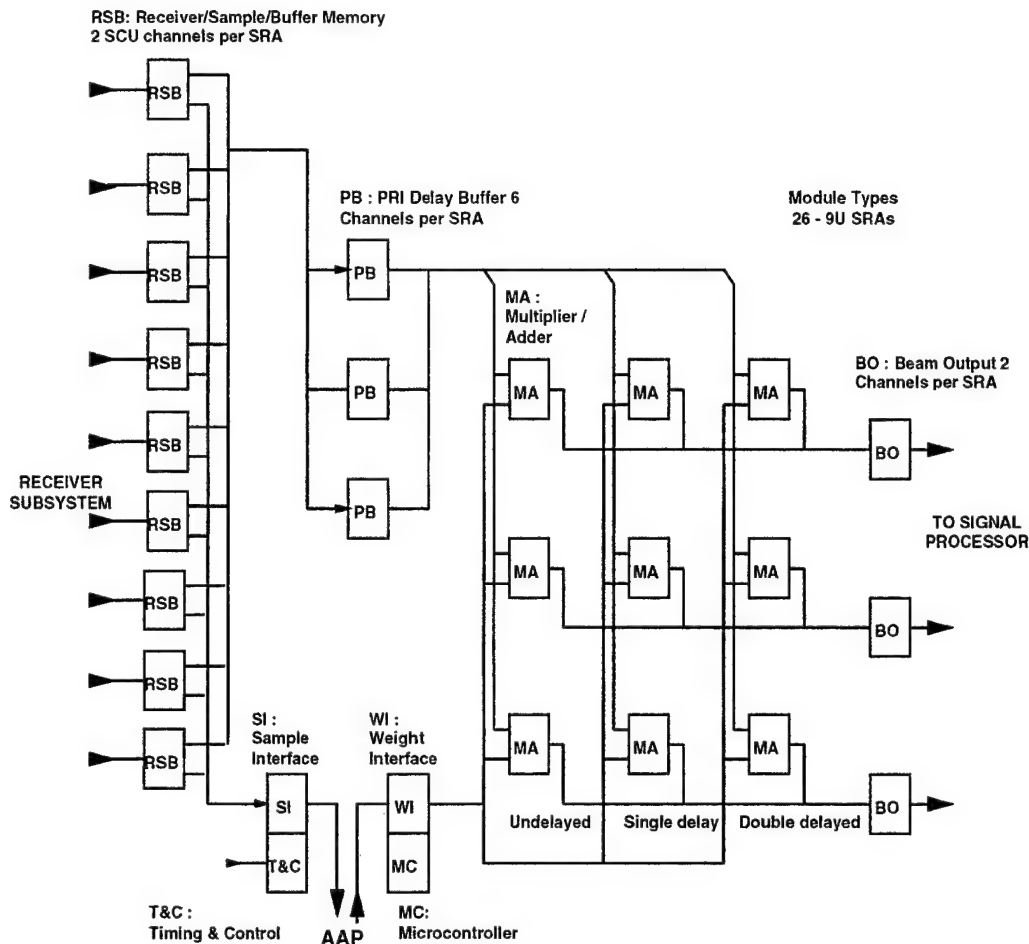 RSB: Receiver/Sample/Buffer Memory
2 SCU channels per SRA
RSB
RSB
RSB
RSB
RSB
RSB
RSB
RSB
RSB
RECEIVER
SUBSYSTEM
PB : PRI Delay Buffer 6
Channels per SRA
PB
PB
PB
Module Types
26 - 9U SRAs
MA :
Multiplier /
Adder
MA
MA
MA
MA
MA
MA
MA
MA
MA
BO : Beam Output 2
Channels per SRA
BO
BO
BO
TO SIGNAL
PROCESSOR
Undelayed
Single delay
Double delayed
SI :
Sample
Interface
SI
T&C
WI :
Weight
Interface
WI
MC
T&C :
Timing & Control
AAP
MC:
Microcontroller